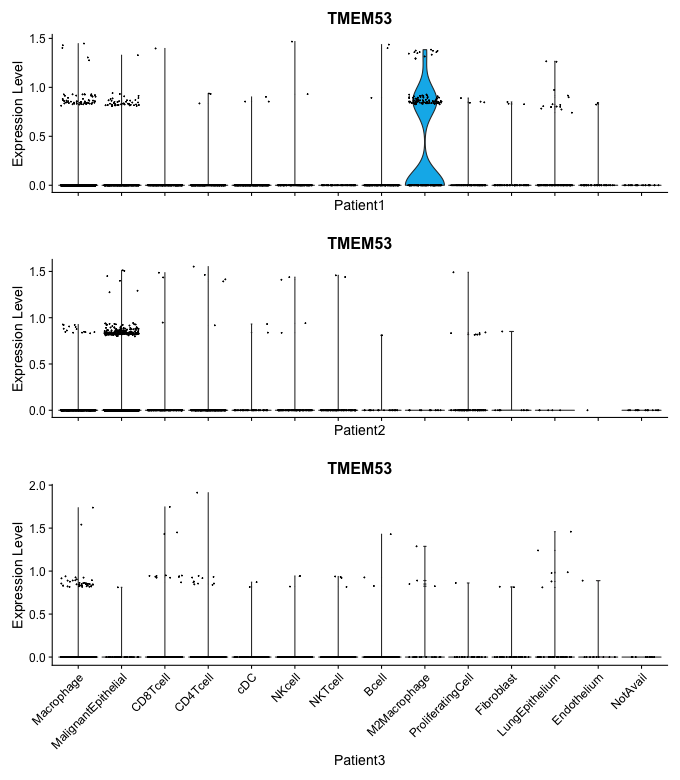 TMEM53
Expression Level
1.5
1.0
0.5
0.0
Patient1
TMEM53
Expression Level
1.5
1.0
0.5
0.0
Patient2
TMEM53
Expression Level
2.0
1.5
1.0
0.5
0.0
Macrophage
MalignantEpithelial
CD8Tcell
CD4Tcell
cDC
NKcell
NKTcell
Bcell
M2Macrophage
ProliferatingCell
Fibroblast
LungEpithelium
Endothelium
NotAvail
Patient3